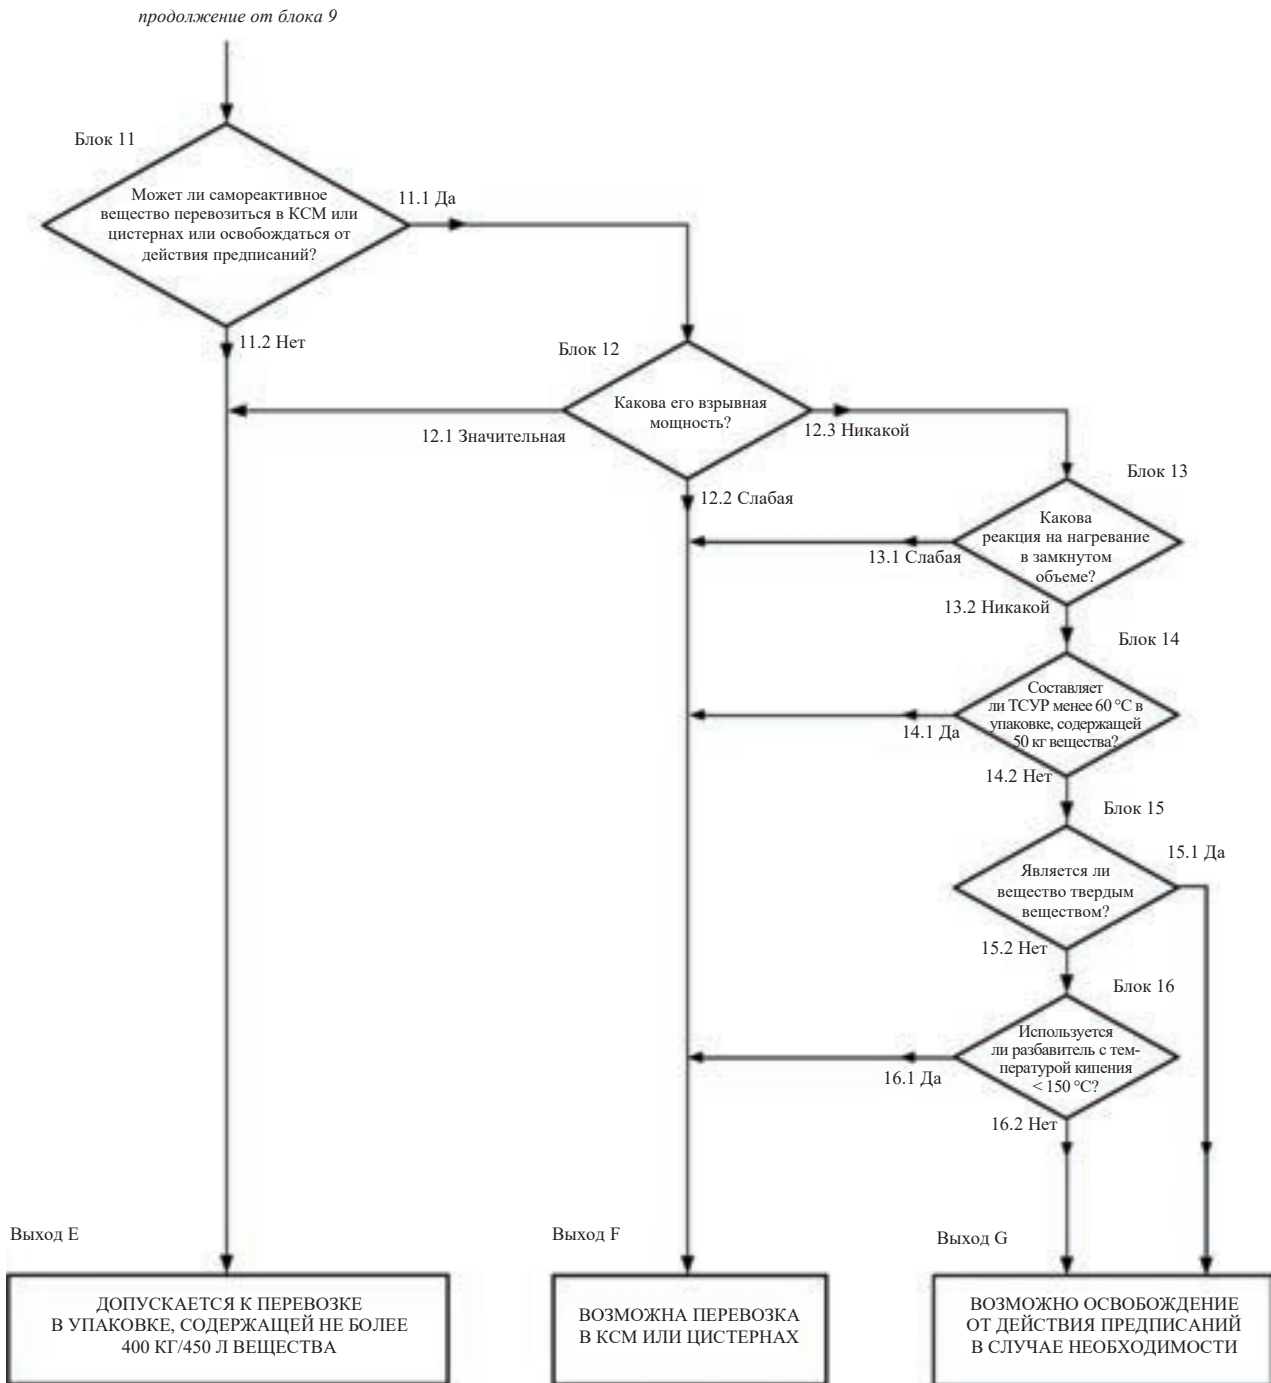 продолжение от блока 9
Блок 11
Может ли самореактивное
вещество перевозиться в КСМ или
цистернах или освобождаться от
действия предписаний?
11.1 Да
11.2 Нет
Блок 12
Какова его взрывная
мощность?
12.1 Значительная
12.3 Никакой
12.2 Слабая
Блок 13
Какова
реакция на нагревание
в замкнутом
объеме?
13.1 Слабая
13.2 Никакой
Блок 14
Составляет
ли ТСУР менее 60 °C в
упаковке, содержащей
50 кг вещества?
14.1 Да
14.2 Нет
Блок 15
15.1 Да
Является ли
вещество твердым
веществом?
15.2 Нет
Блок 16
Используется
ли разбавитель с тем-
пературой кипения
< 150 °C?
16.1 Да
16.2 Нет
Выход E
Выход F
Выход G
ДОПУСКАЕТСЯ К ПЕРЕВОЗКЕ
В УПАКОВКЕ, СОДЕРЖАЩЕЙ НЕ БОЛЕЕ
400 КГ/450 Л ВЕЩЕСТВА
ВОЗМОЖНА ПЕРЕВОЗКА
В КСМ ИЛИ ЦИСТЕРНАХ
ВОЗМОЖНО ОСВОБОЖДЕНИЕ
ОТ ДЕЙСТВИЯ ПРЕДПИСАНИЙ
В СЛУЧАЕ НЕОБХОДИМОСТИ